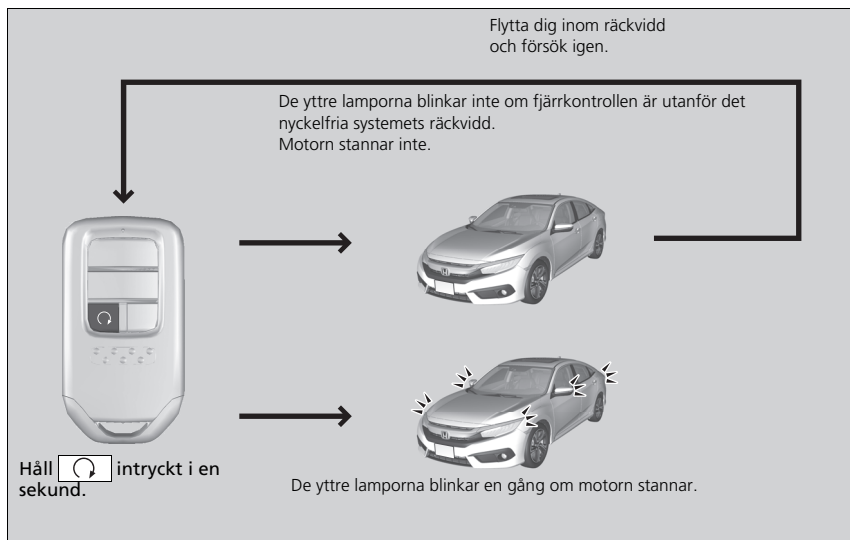 Flytta dig inom räckvidd
och försök igen.
De yttre lamporna blinkar inte om fjärrkontrollen är utanför det
nyckelfria systemets räckvidd.
Motorn stannar inte.
Håll intryckt i en
sekund.
De yttre lamporna blinkar en gång om motorn stannar.